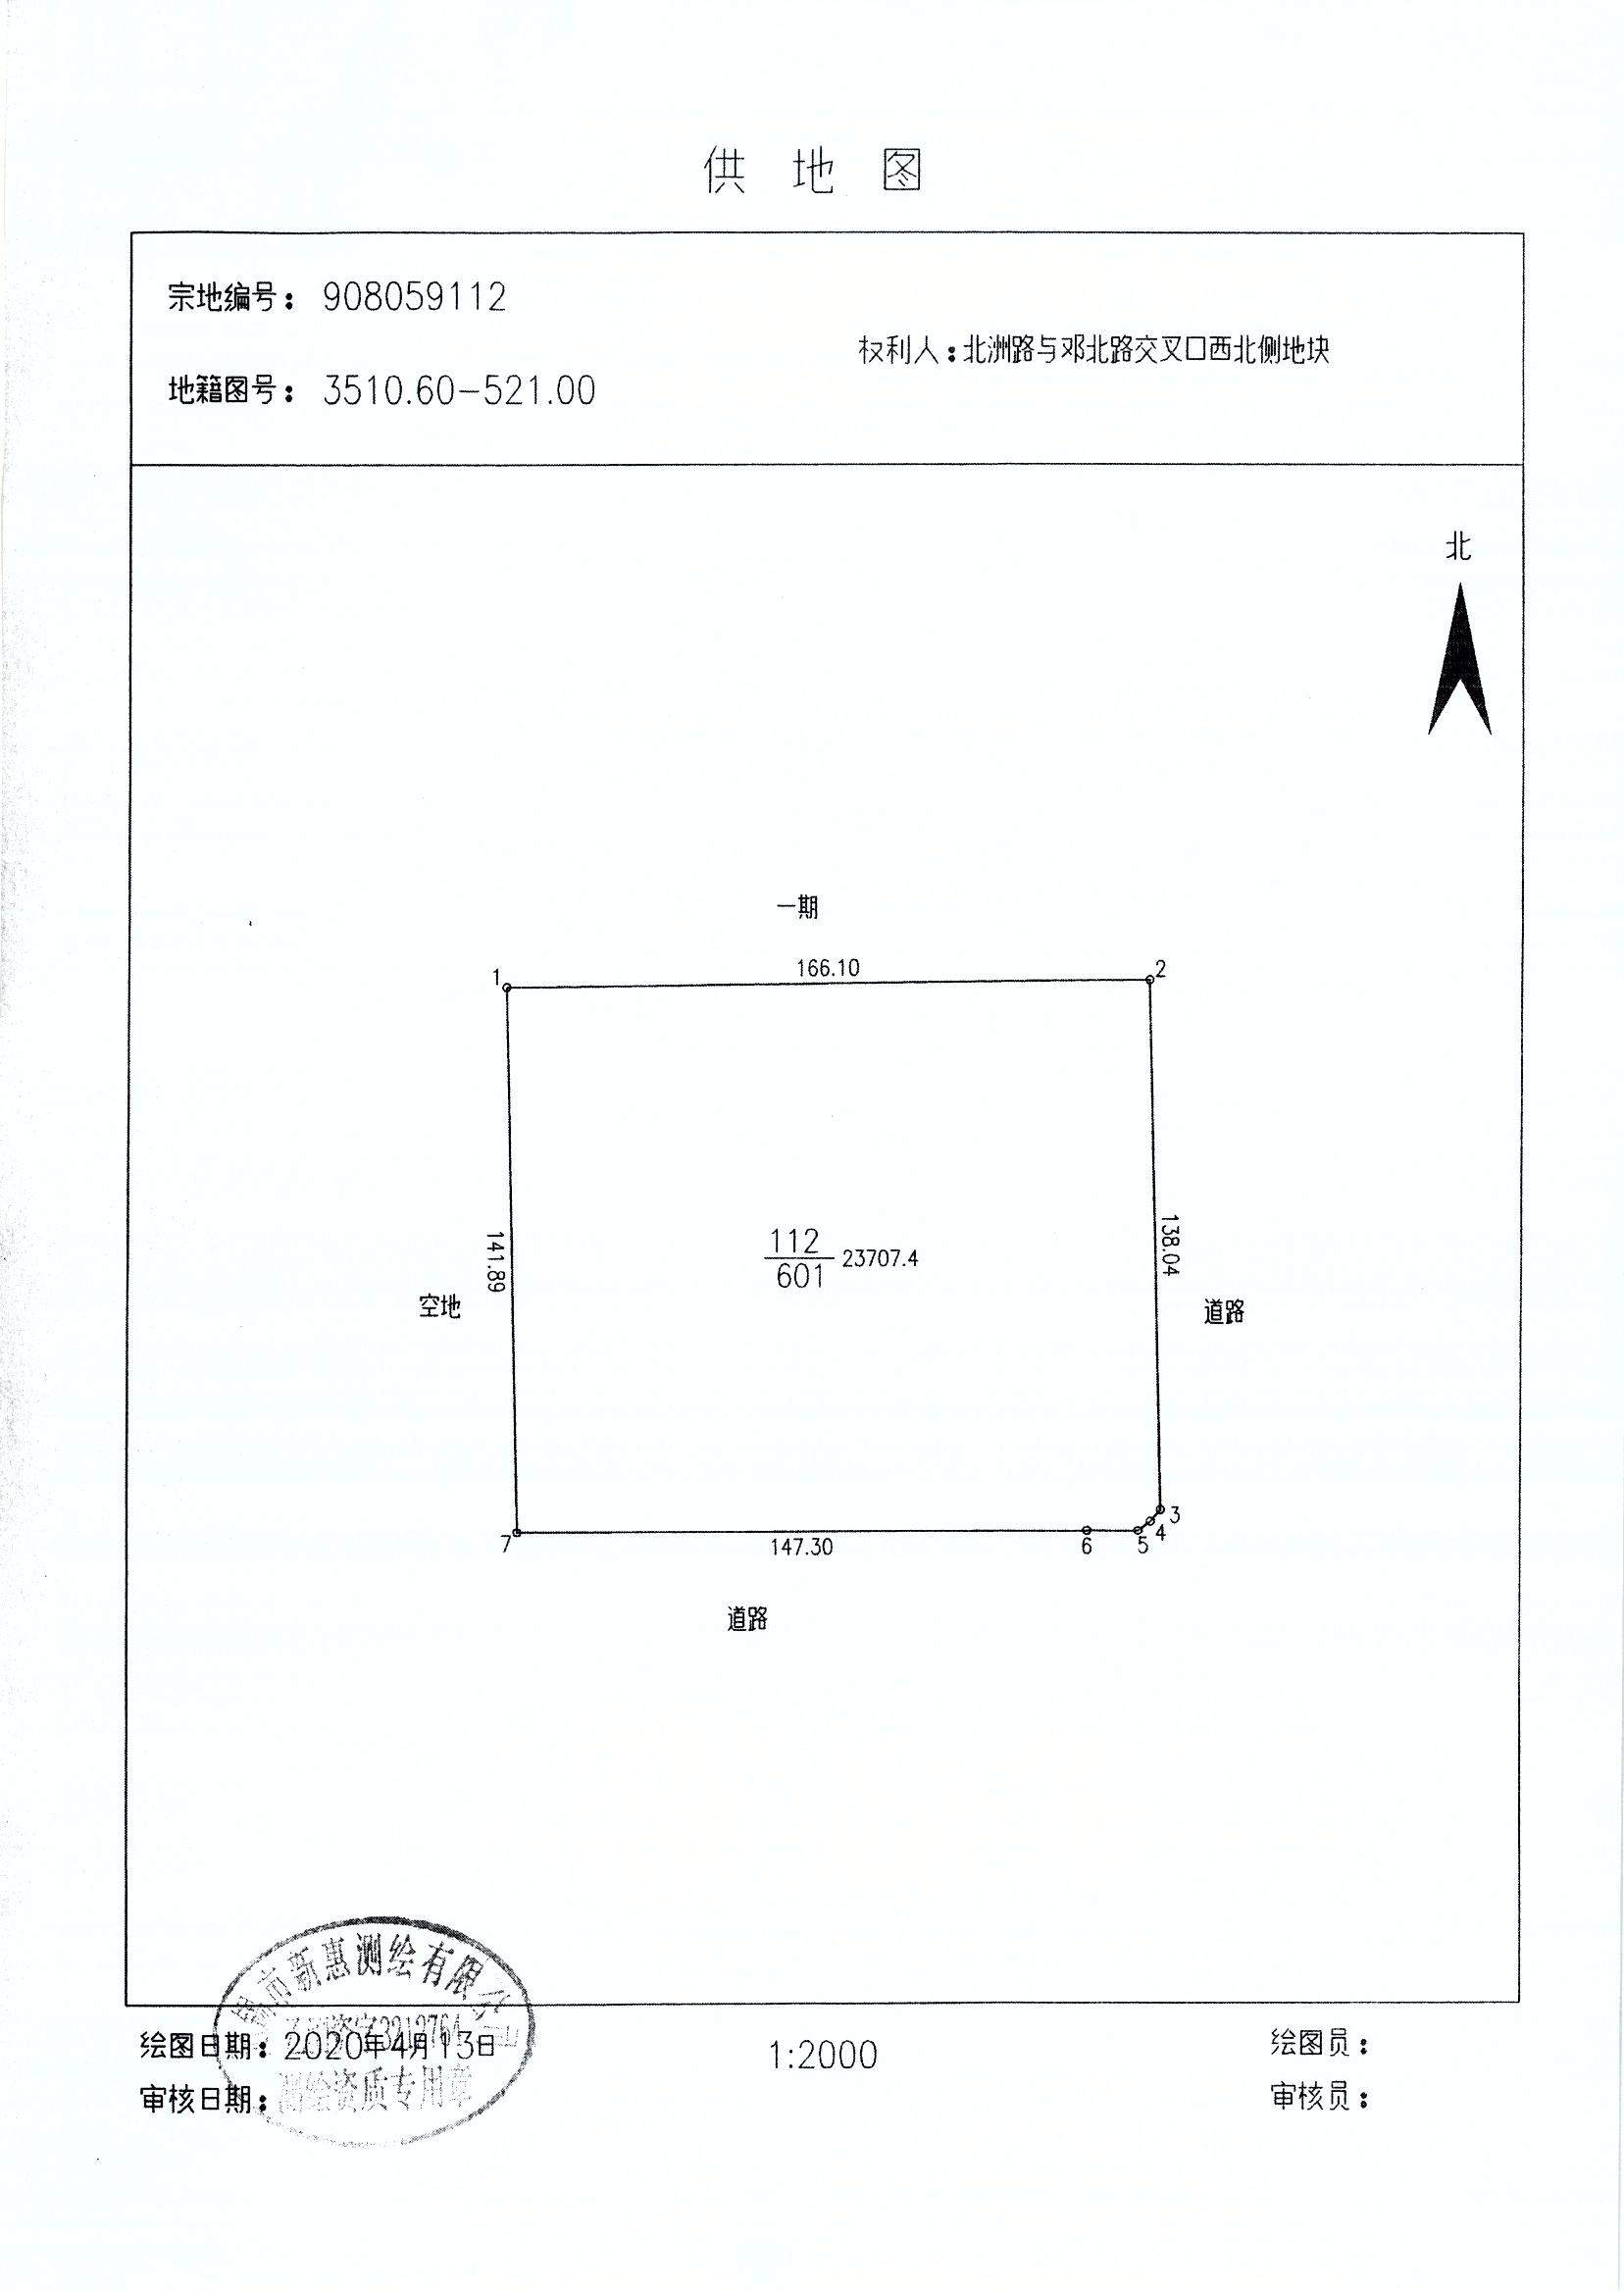 供 地 图
宗地编号： 908059112
权利人：北洲路与邓北路交叉口西北侧地块
地籍图号： 3510.60-521.00
北
一期
1
166.10
2
141.89
138.04
112
601
23707.4
空地
道路
3
4
7
147.30
6
5
道路
市新惠测绘有限公
绘图日期：2020年4月13日
1:2000
绘图员：
审核日期：
测绘资质专用章
审核员：